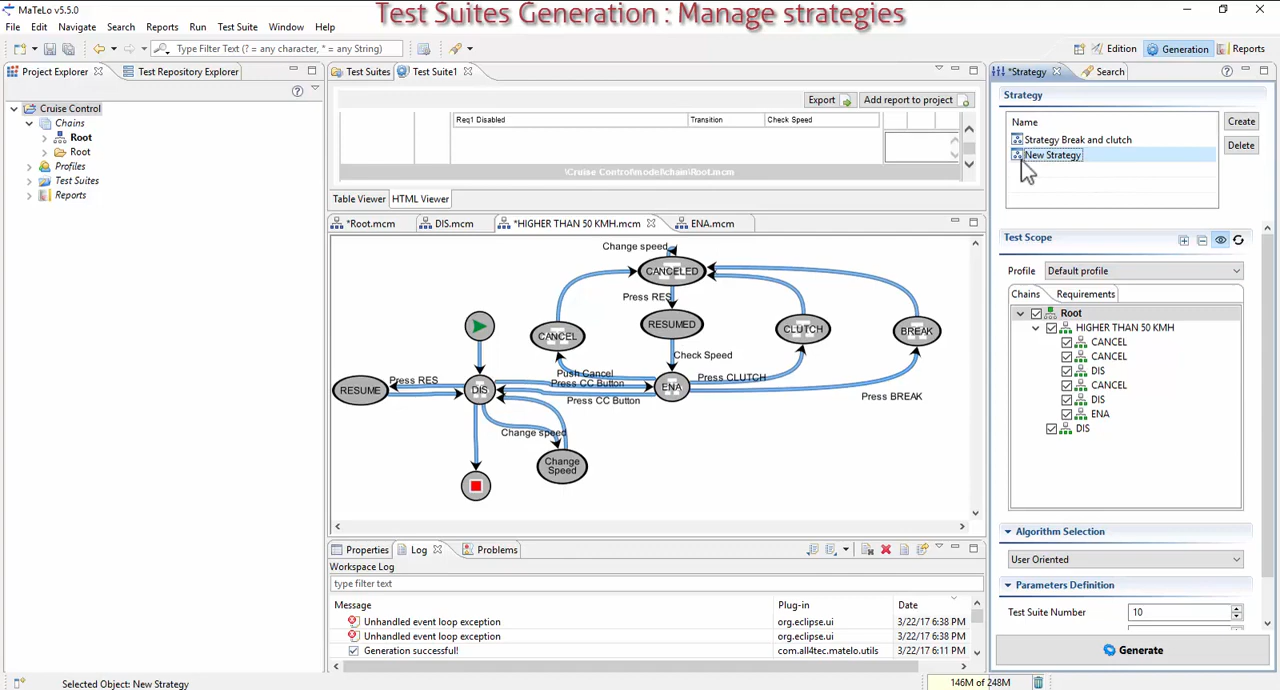 MaTeLo v5.5.0
Test Suites Generation : Manage strategies
File Edit Navigate Search Reports Run Test Suite Window Help
Type Filter Text (? = any character, * = any String)
Edition Generation Reports
Project Explorer Test Repository Explorer
Test Suites Test Suite1
*Strategy Search
Cruise Control
Chains
Root
Root
Profiles
Test Suites
Reports
Export Add report to project
Req1 Disabled Transition Check Speed
\Cruise Control\model\chain\Root.mcm
Table Viewer HTML Viewer
*Root.mcm DIS.mcm *HIGHER THAN 50 KMH.mcm ENA.mcm
Change speed
CANCELED
Press RES
RESUMED
CANCEL
CLUTCH
BREAK
Check Speed
Push Cancel
Press CC Button
Press CLUTCH
Press RES
RESUME
DIS
ENA
Press BREAK
Press CC Button
Change speed
Change
Speed
Properties Log Problems
Workspace Log
type filter text
Message Plug-in Date
Unhandled event loop exception org.eclipse.ui 3/22/17 6:38 PM
Unhandled event loop exception org.eclipse.ui 3/22/17 6:38 PM
Generation successful! com.all4tec.matelo.utils 3/22/17 6:11 PM
Strategy
Name
Create
Strategy Break and clutch
Delete
New Strategy
Test Scope
Profile Default profile
Chains Requirements
Root
HIGHER THAN 50 KMH
CANCEL
CANCEL
DIS
CANCEL
DIS
ENA
DIS
Algorithm Selection
User Oriented
Parameters Definition
Test Suite Number 10
Generate
Selected Object: New Strategy
146M of 248M